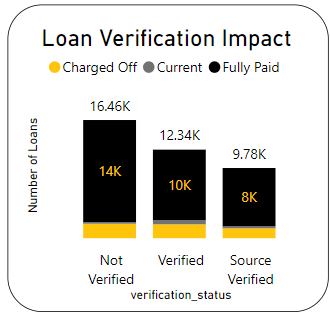 Loan Verification Impact
Charged Off Current Fully Paid
16.46K
12.34K
9.78K
Number of Loans
14K
10K
8K
Not Verified
Verified
Source Verified
verification_status